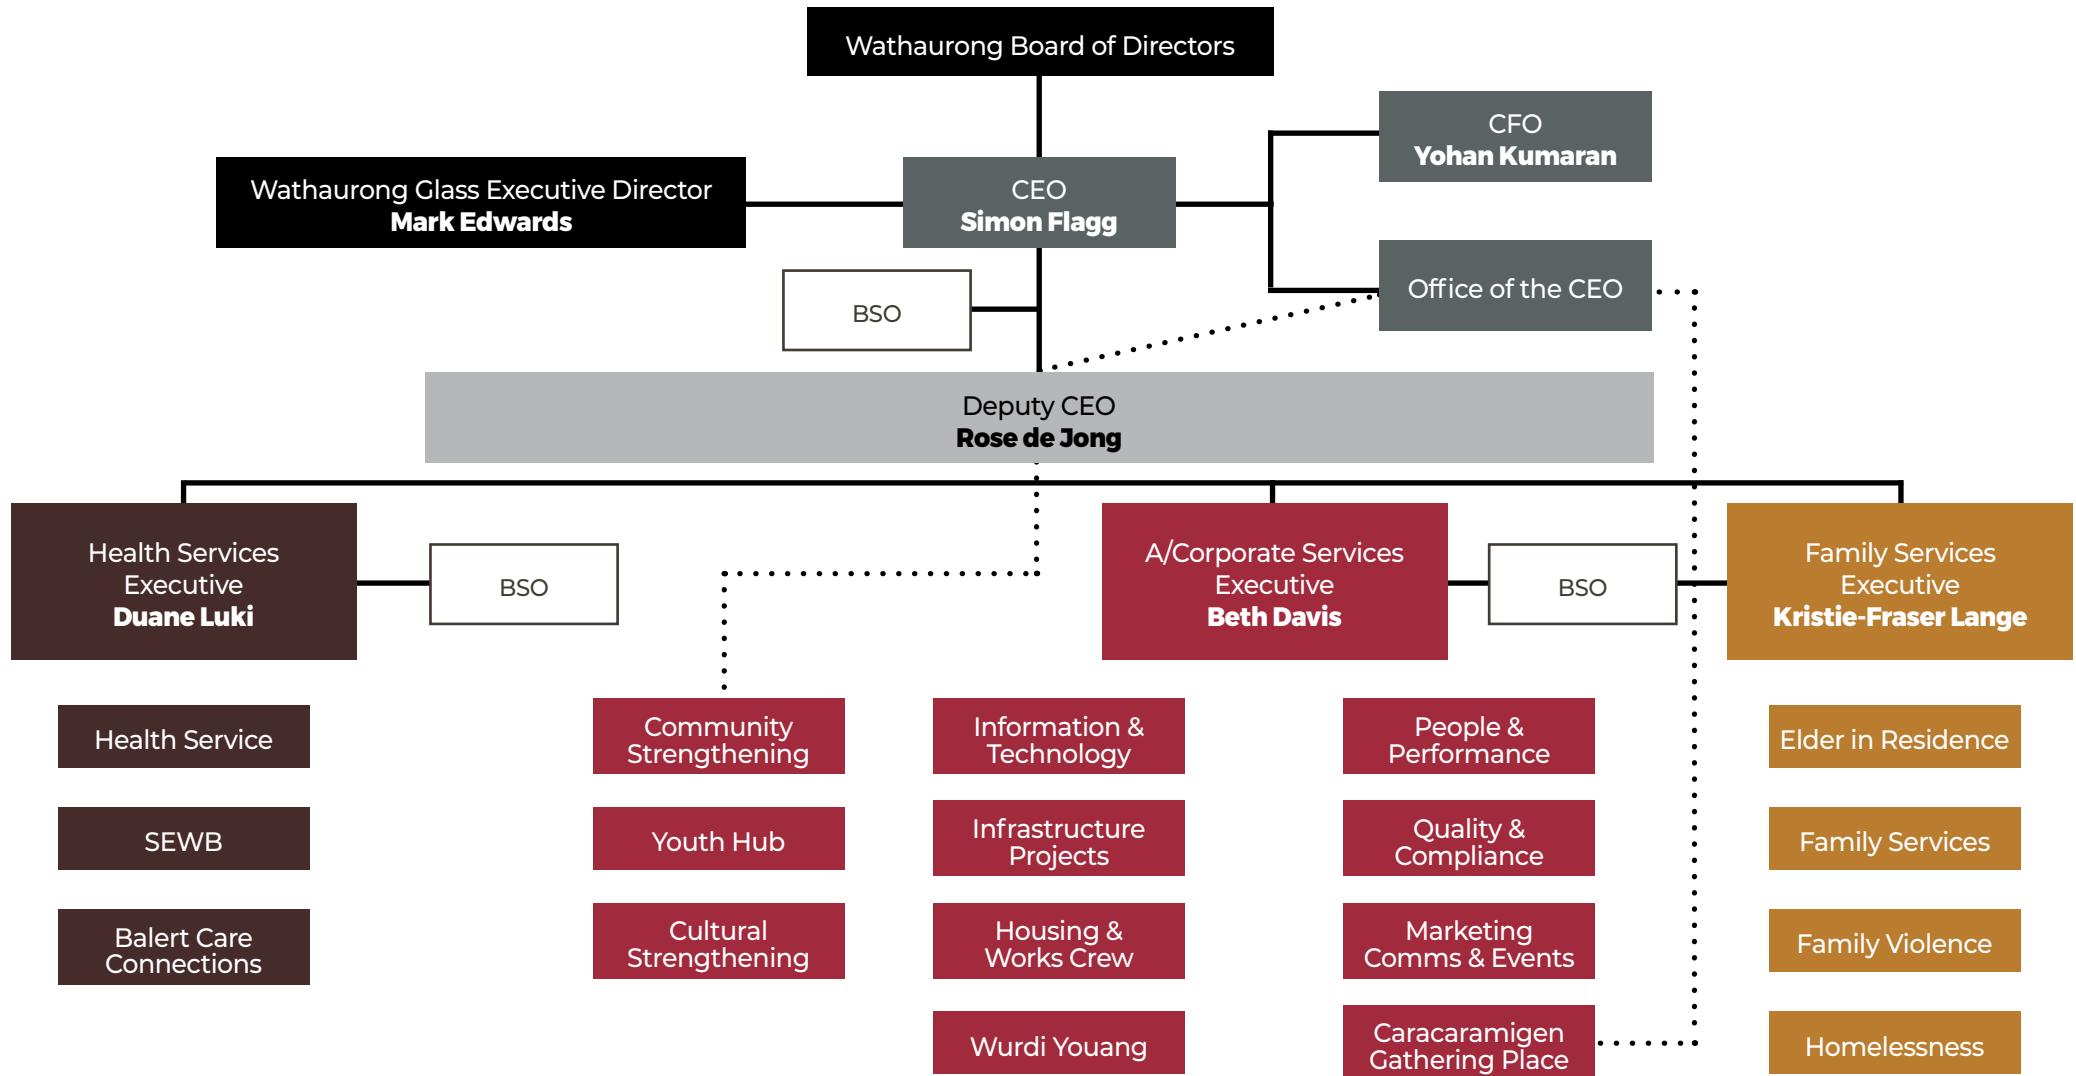 Wathaurong Board of Directors
CFO
Yohan Kumaran
Wathaurong Glass Executive Director
Mark Edwards
CEO
Simon Flagg
Office of the CEO
BSO
Deputy CEO
Rose de Jong
Health Services
Executive
Duane Luki
BSO
A/Corporate Services
Executive
Beth Davis
BSO
Family Services
Executive
Kristie-Fraser Lange
Health Service
SEWB
Balert Care
Connections
Community
Strengthening
Youth Hub
Cultural
Strengthening
Information &
Technology
Infrastructure
Projects
Housing &
Works Crew
Wurdi Youang
People &
Performance
Quality &
Compliance
Marketing
Comms & Events
Caracaramigen
Gathering Place
Elder in Residence
Family Services
Family Violence
Homelessness